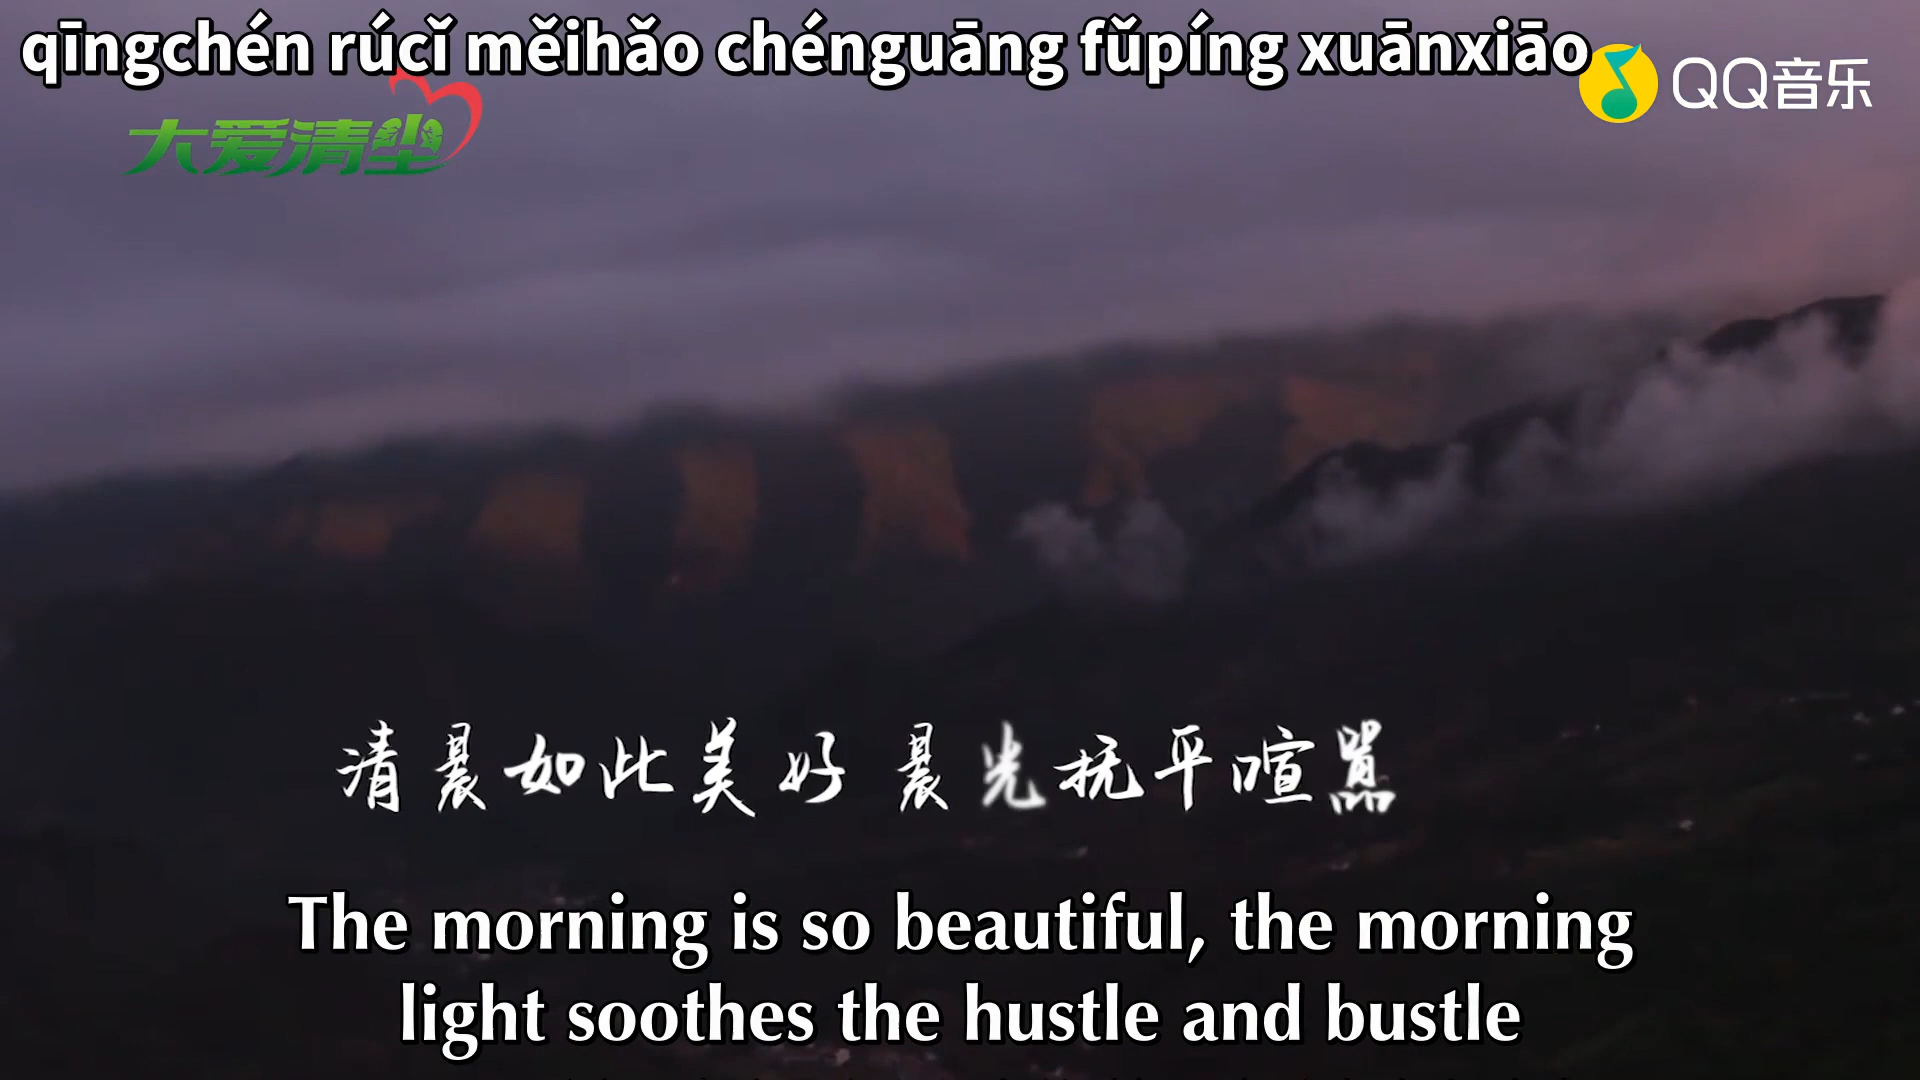 qīngchén rúcǐ měihǎo chénguāng fǔpíng xuānxiāo
QQ音乐
大爱清尘
清晨如此美好 晨光抚平喧嚣
The morning is so beautiful, the morning
light soothes the hustle and bustle